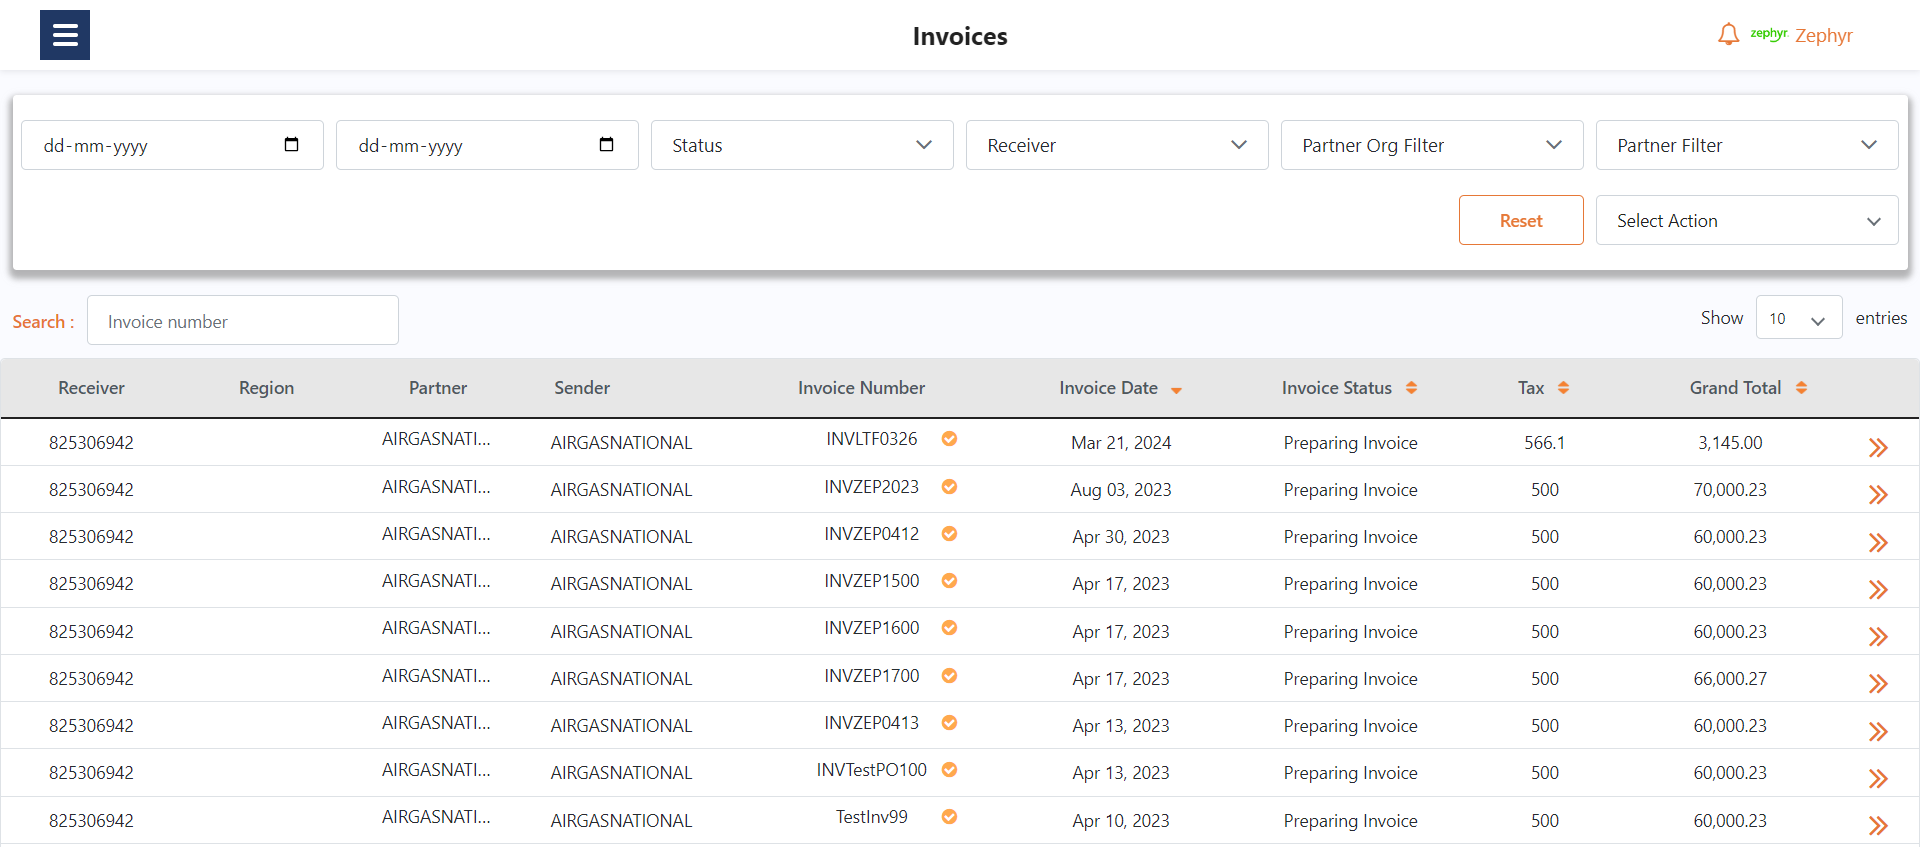 Invoices
zephyr Zephyr
dd-mm-yyyy dd-mm-yyyy Status Receiver Partner Org Filter Partner Filter
Reset Select Action
Search : Invoice number Show 10 entries
Receiver Region Partner Sender Invoice Number Invoice Date Invoice Status Tax Grand Total
825306942 AIRGASNATI... AIRGASNATIONAL INVLTF0326 Mar 21, 2024 Preparing Invoice 566.1 3,145.00
825306942 AIRGASNATI... AIRGASNATIONAL INVZEP2023 Aug 03, 2023 Preparing Invoice 500 70,000.23
825306942 AIRGASNATI... AIRGASNATIONAL INVZEP0412 Apr 30, 2023 Preparing Invoice 500 60,000.23
825306942 AIRGASNATI... AIRGASNATIONAL INVZEP1500 Apr 17, 2023 Preparing Invoice 500 60,000.23
825306942 AIRGASNATI... AIRGASNATIONAL INVZEP1600 Apr 17, 2023 Preparing Invoice 500 60,000.23
825306942 AIRGASNATI... AIRGASNATIONAL INVZEP1700 Apr 17, 2023 Preparing Invoice 500 66,000.27
825306942 AIRGASNATI... AIRGASNATIONAL INVZEP0413 Apr 13, 2023 Preparing Invoice 500 60,000.23
825306942 AIRGASNATI... AIRGASNATIONAL INVTestPO100 Apr 13, 2023 Preparing Invoice 500 60,000.23
825306942 AIRGASNATI... AIRGASNATIONAL TestInv99 Apr 10, 2023 Preparing Invoice 500 60,000.23